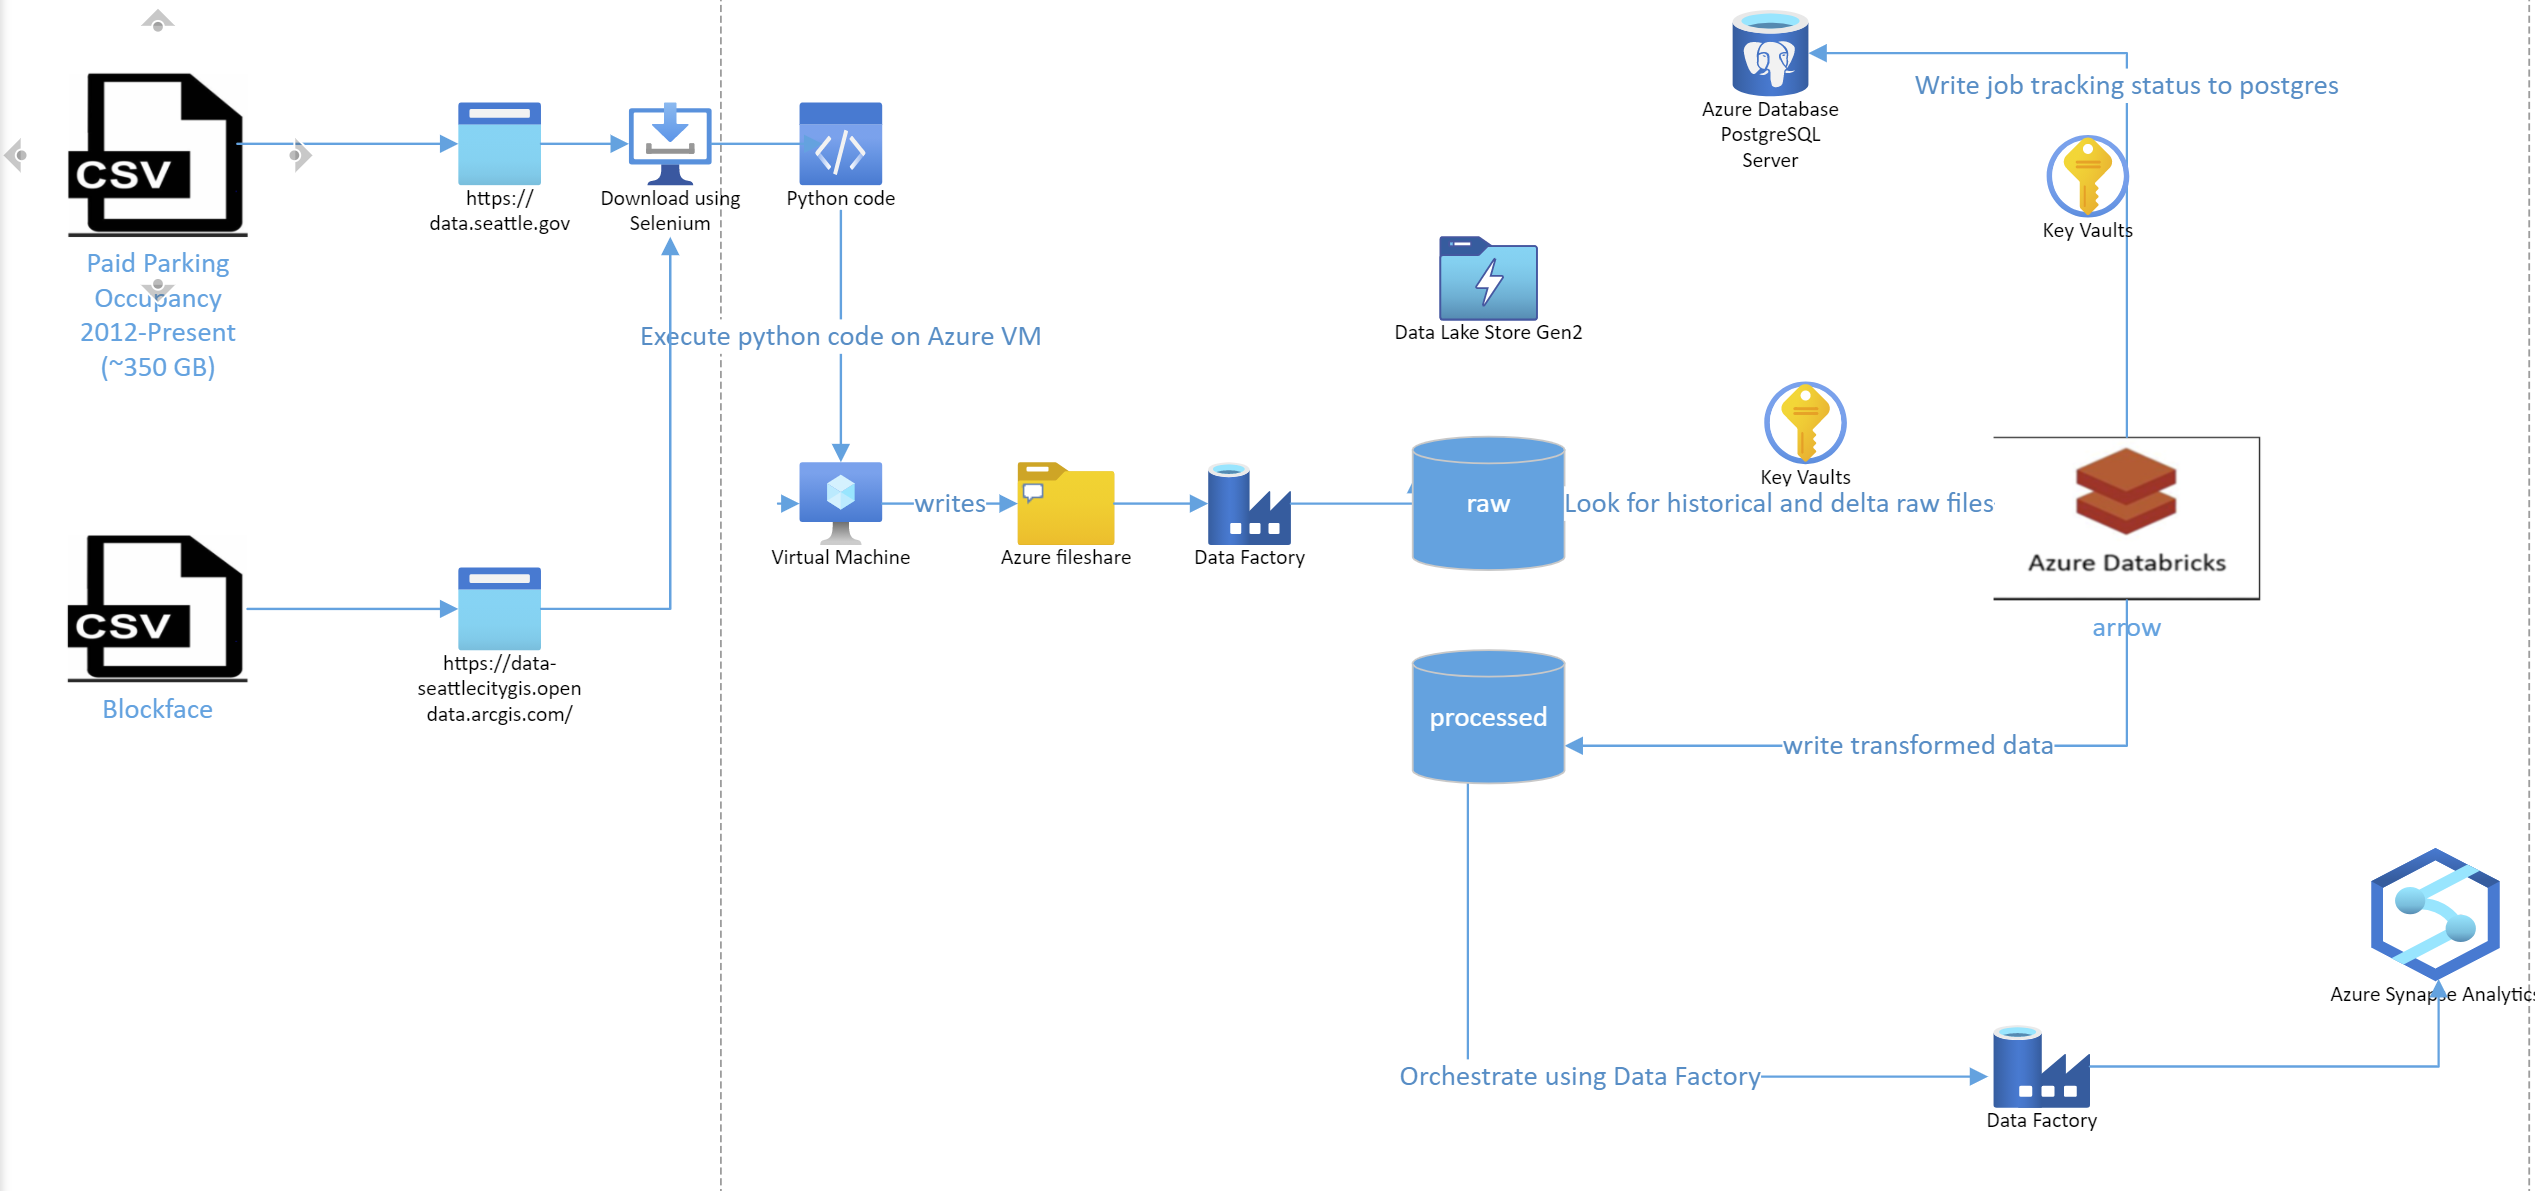 CSV
Paid Parking
Occupancy
2012-Present
(~350 GB)
https://
data.seattle.gov
Download using
Selenium
Python code
Execute python code on Azure VM
Azure Database
PostgreSQL
Server
Write job tracking status to postgres
Key Vaults
Data Lake Store Gen2
Key Vaults
Virtual Machine
writes
Azure fileshare
Data Factory
raw
Look for historical and delta raw files
Azure Databricks
arrow
CSV
Blockface
https://data-
seattlecitygis.open
data.arcgis.com/
processed
write transformed data
Azure Synapse Analytics
Orchestrate using Data Factory
Data Factory